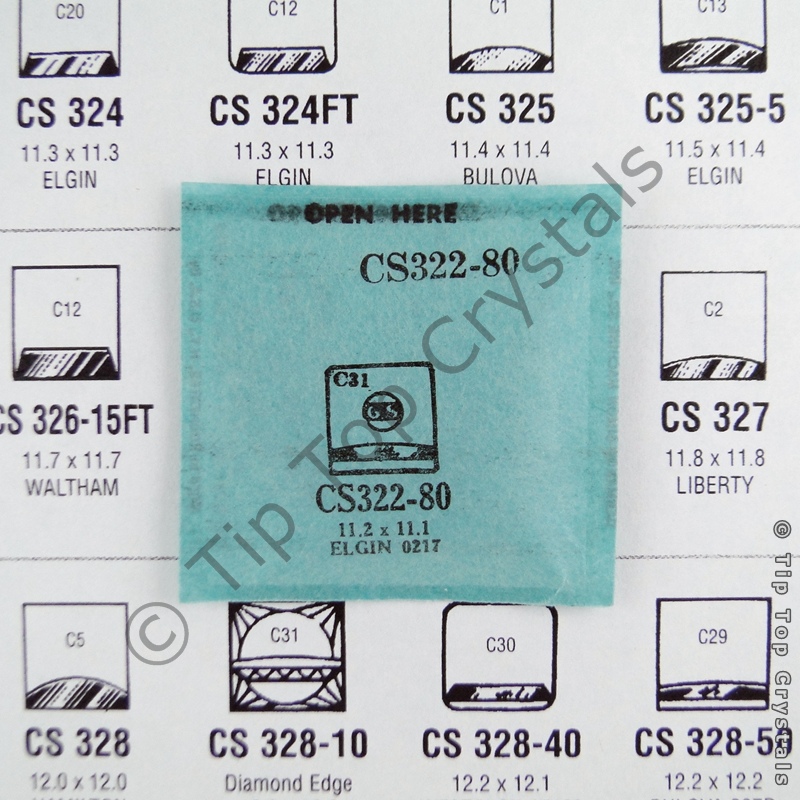 C20
C12
C1
C13
CS 324
CS 324FT
CS 325
CS 325-5
11.3 x 11.3
11.3 x 11.3
11.4 x 11.4
11.5 x 11.4
ELGIN
ELGIN
BULOVA
ELGIN
OPEN HERE
CS322-80
C12
C31
GS
C2
CS 326-15FT
CS 327
11.7 x 11.7
11.8 x 11.8
WALTHAM
LIBERTY
CS322-80
11.2 x 11.1
ELGIN 0217
C5
C31
C30
C29
CS 328
CS 328-10
CS 328-40
CS 328-50
12.0 x 12.0
Diamond Edge
12.2 x 12.1
12.2 x 12.2
© Tip Top Crystals
© Tip Top Crystals